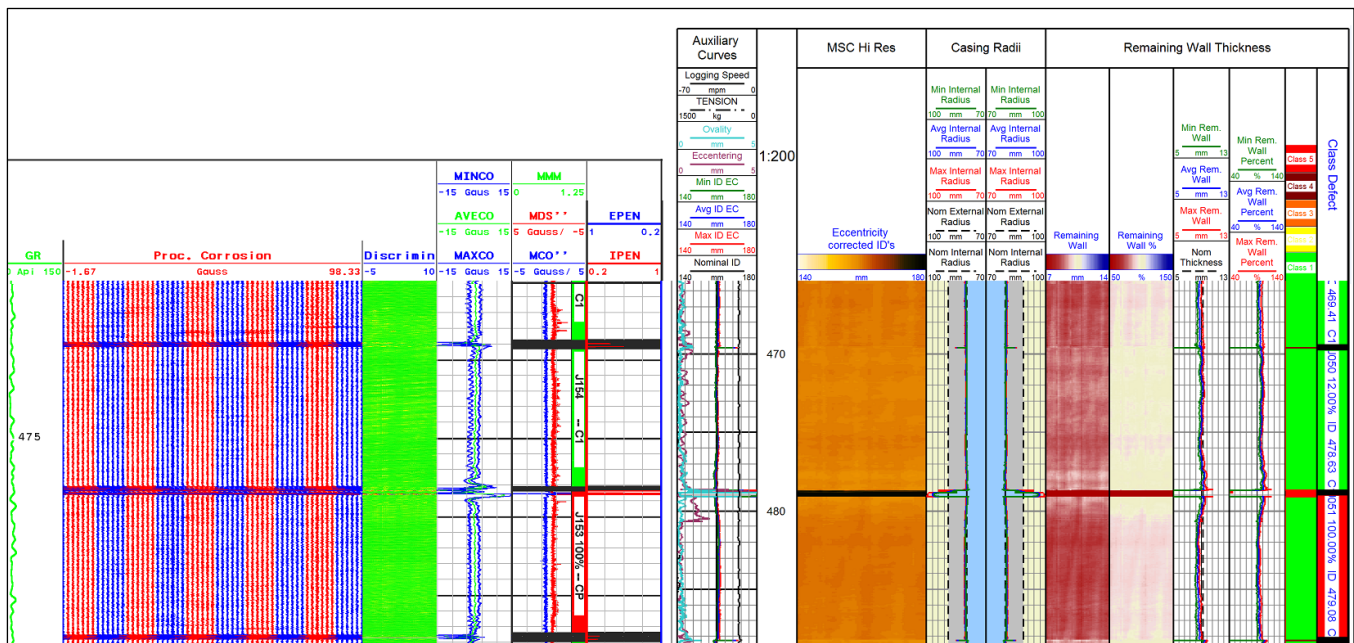 Auxiliary Curves
MSC Hi Res
Casing Radii
Remaining Wall Thickness
Logging Speed
-70 mpm 0
TENSION
1500 kg 0
Ovality
0 mm 5
Eccentering
0 mm 5
Min ID EC
140 mm 180
Avg ID EC
140 mm 180
Max ID EC
140 mm 180
Nominal ID
140 mm 180
1:200
Eccentricity corrected ID's
140 mm 180
Min Internal Radius
100 mm 70
Avg Internal Radius
100 mm 70
Max Internal Radius
100 mm 70
Nom External Radius
100 mm 70
Nom Internal Radius
100 mm 70
Min Internal Radius
70 mm 100
Avg Internal Radius
70 mm 100
Max Internal Radius
70 mm 100
Nom External Radius
70 mm 100
Nom Internal Radius
70 mm 100
Remaining Wall
7 mm 14
Remaining Wall %
50 % 150
Min Rem. Wall
5 mm 13
Avg Rem. Wall
5 mm 13
Max Rem. Wall
5 mm 13
Nom Thickness
5 mm 13
Min Rem. Wall Percent
40 % 140
Avg Rem. Wall Percent
40 % 140
Max Rem. Wall Percent
40 % 140
Class 5
Class 4
Class 3
Class 1
Class Defect
MINCO
-15 Gaus 15
AVECO
-15 Gaus 15
MAXCO
-15 Gaus 15
MMM
0 1.25
MDS''
5 Gauss/ -5
MCO''
-5 Gauss/ 5
EPEN
1 0.2
IPEN
0.2 1
GR
0 Api 150
Proc. Corrosion
-1.67 Gauss 98.33
Discrimin
-5 10
475
C1
J154 -- C1
J153 100% -- CP
470
480
469.41 C1
J050 12.00% ID 478.63
100.00% ID 479.08